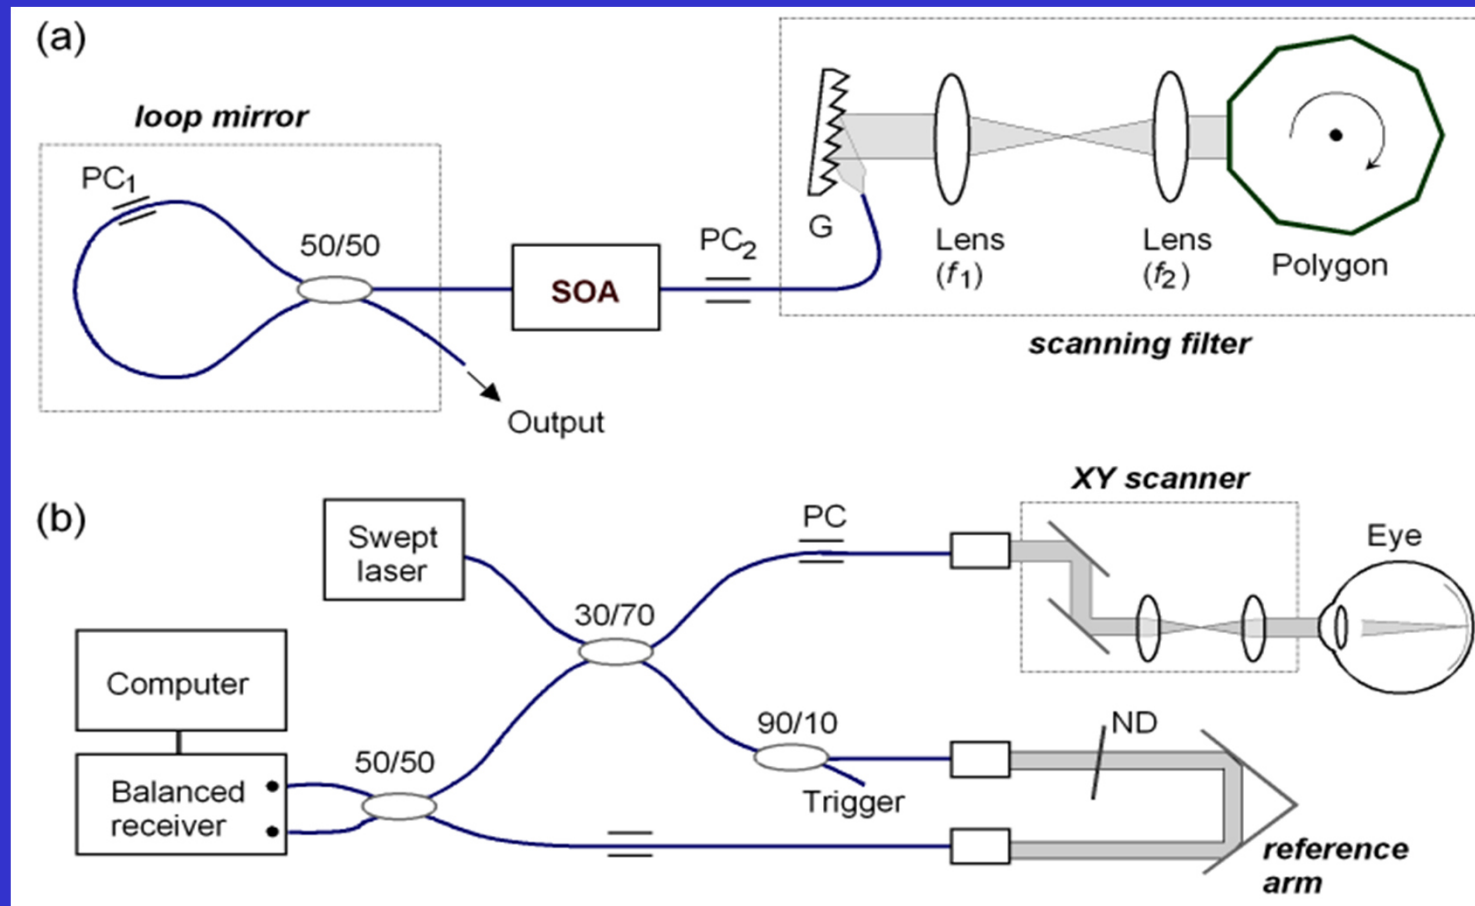 (a)
loop mirror
PC1
50/50
SOA
PC2
G
Lens
(f1)
Lens
(f2)
Polygon
scanning filter
Output
(b)
XY scanner
Swept
laser
PC
Eye
30/70
Computer
90/10
ND
50/50
Balanced
receiver
Trigger
reference
arm